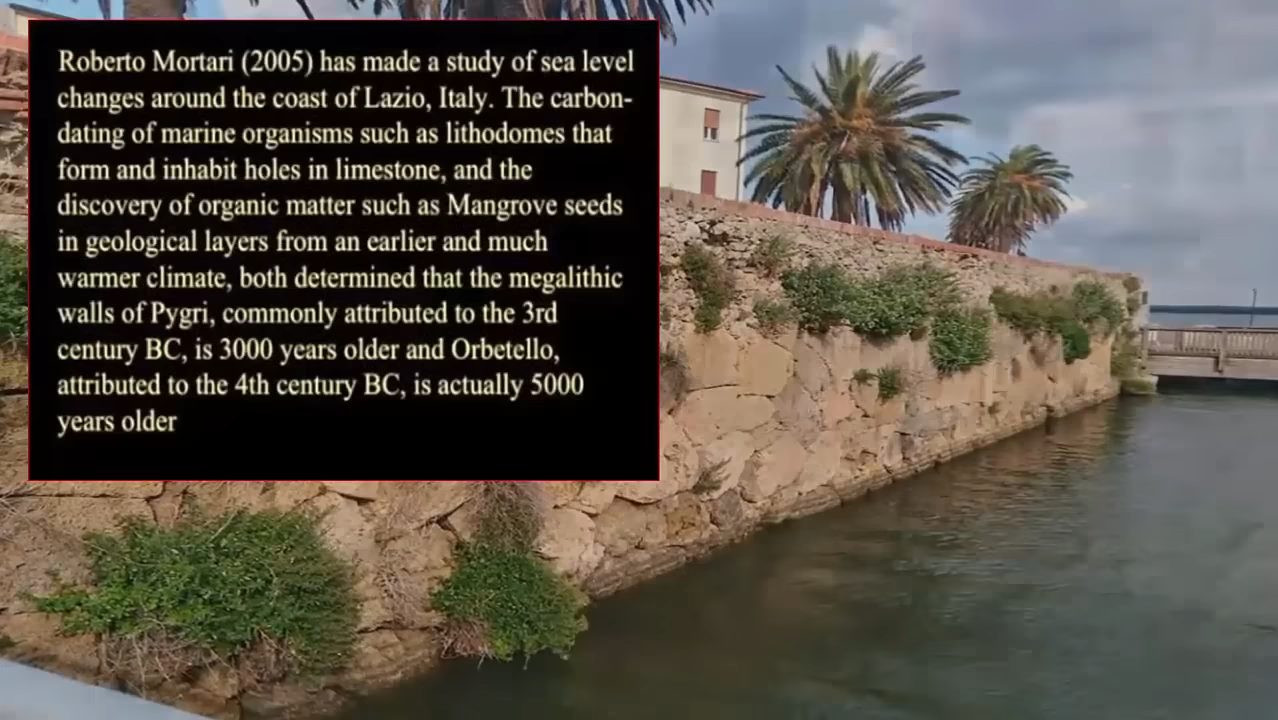 Roberto Mortari (2005) has made a study of sea level
changes around the coast of Lazio, Italy. The carbon-
dating of marine organisms such as lithodomes that
form and inhabit holes in limestone, and the
discovery of organic matter such as Mangrove seeds
in geological layers from an earlier and much
warmer climate, both determined that the megalithic
walls of Pygri, commonly attributed to the 3rd
century BC, is 3000 years older and Orbetello,
attributed to the 4th century BC, is actually 5000
years older